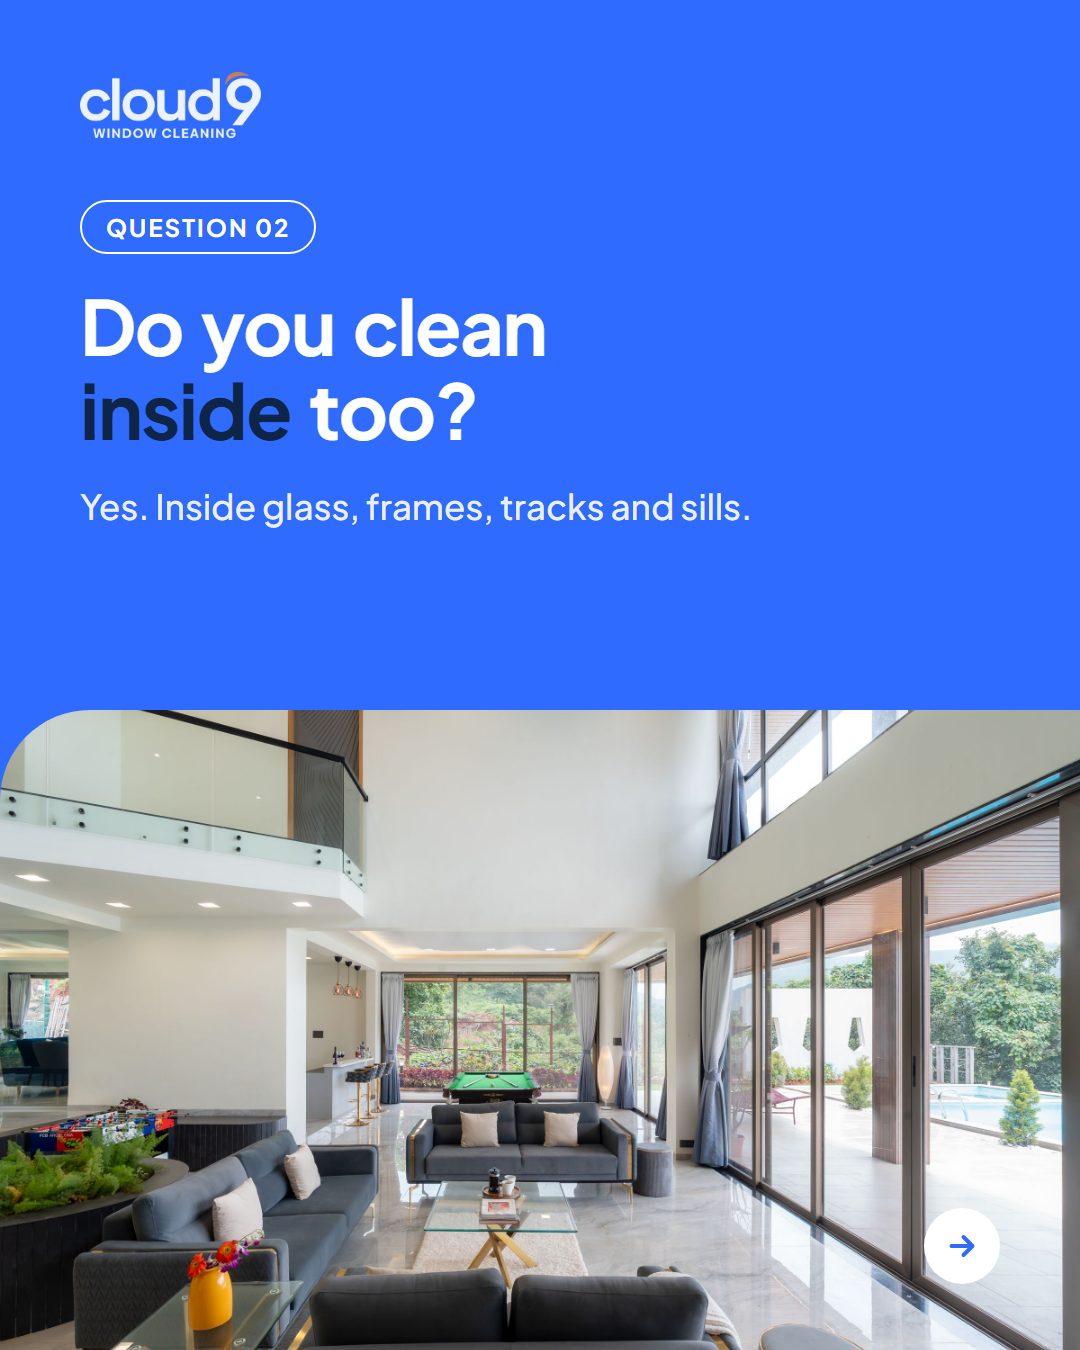 cloud9
WINDOW CLEANING
QUESTION 02
Do you clean
inside too?
Yes. Inside glass, frames, tracks and sills.